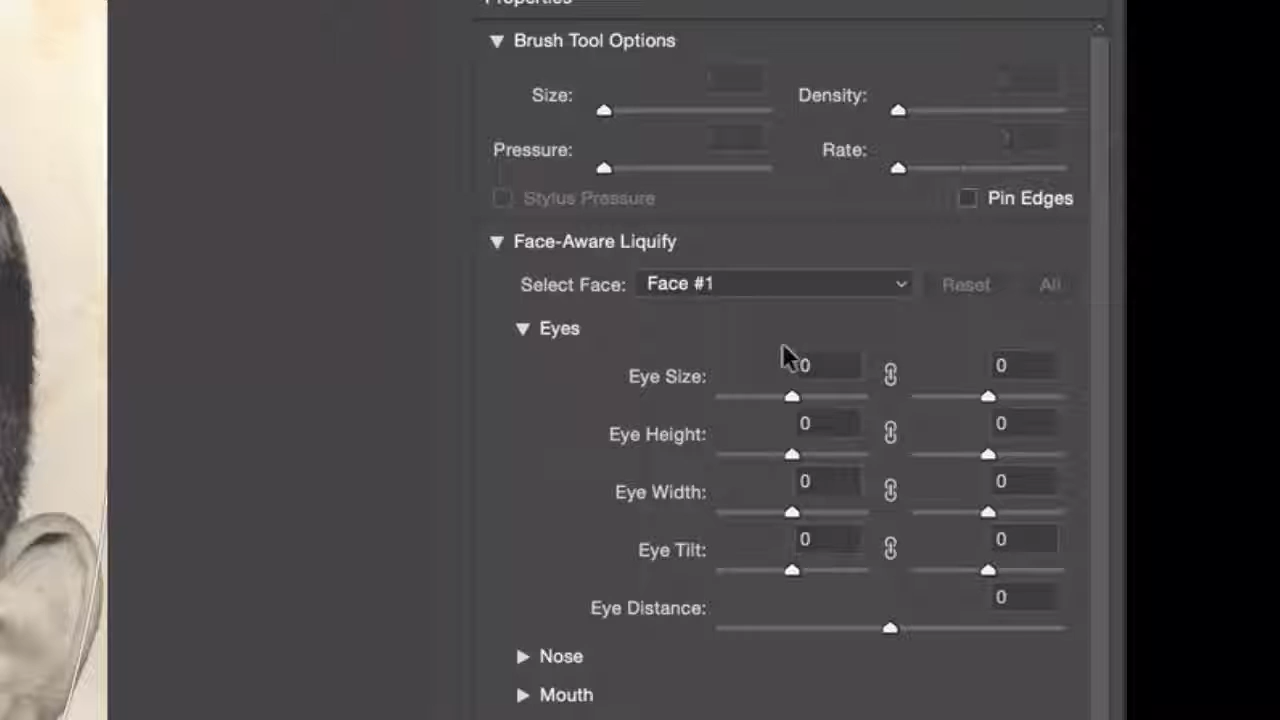 Properties
Brush Tool Options
Size: Density:
Pressure: Rate:
Stylus Pressure Pin Edges
Face-Aware Liquify
Select Face: Face #1 Reset All
Eyes
Eye Size: 0 0
Eye Height: 0 0
Eye Width: 0 0
Eye Tilt: 0 0
Eye Distance: 0
Nose
Mouth